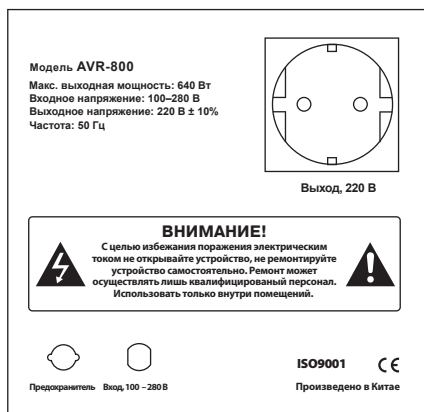 Модель AVR-800
Макс. выходная мощность: 640 Вт
Входное напряжение: 100–280 В
Выходное напряжение: 220 В ± 10%
Частота: 50 Гц
Выход, 220 В
ВНИМАНИЕ!
С целью избежания поражения электрическим
током не открывайте устройство, не ремонтируйте
устройство самостоятельно. Ремонт может
осуществлять лишь квалифицированый персонал.
Использовать только внутри помещений.
Предохранитель
Вход, 100 – 280 В
ISO9001 CE
Произведено в Китае